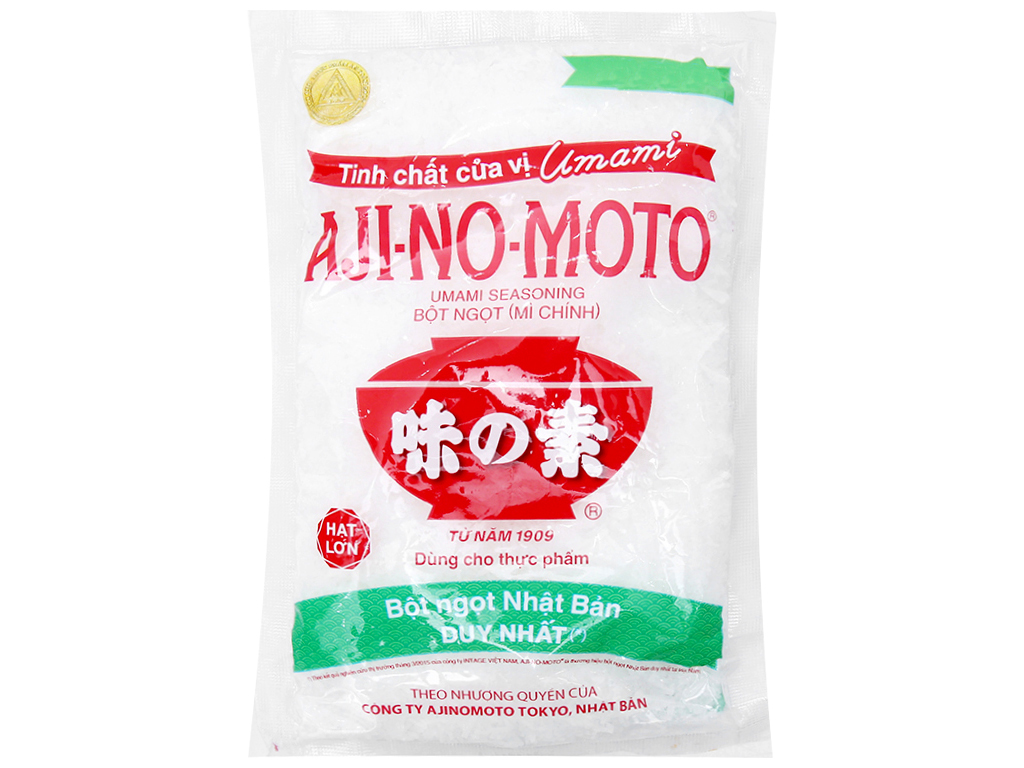 Tinh chất của vị Umami
AJI-NO-MOTO®
UMAMI SEASONING
BỘT NGỌT (MÌ CHÍNH)
味の素
®
HẠT
LỚN
TỪ NĂM 1909
Dùng cho thực phẩm
Bột ngọt Nhật Bản
DUY NHẤT(*)
THEO NHƯỢNG QUYỀN CỦA
CÔNG TY AJINOMOTO TOKYO, NHẬT BẢN